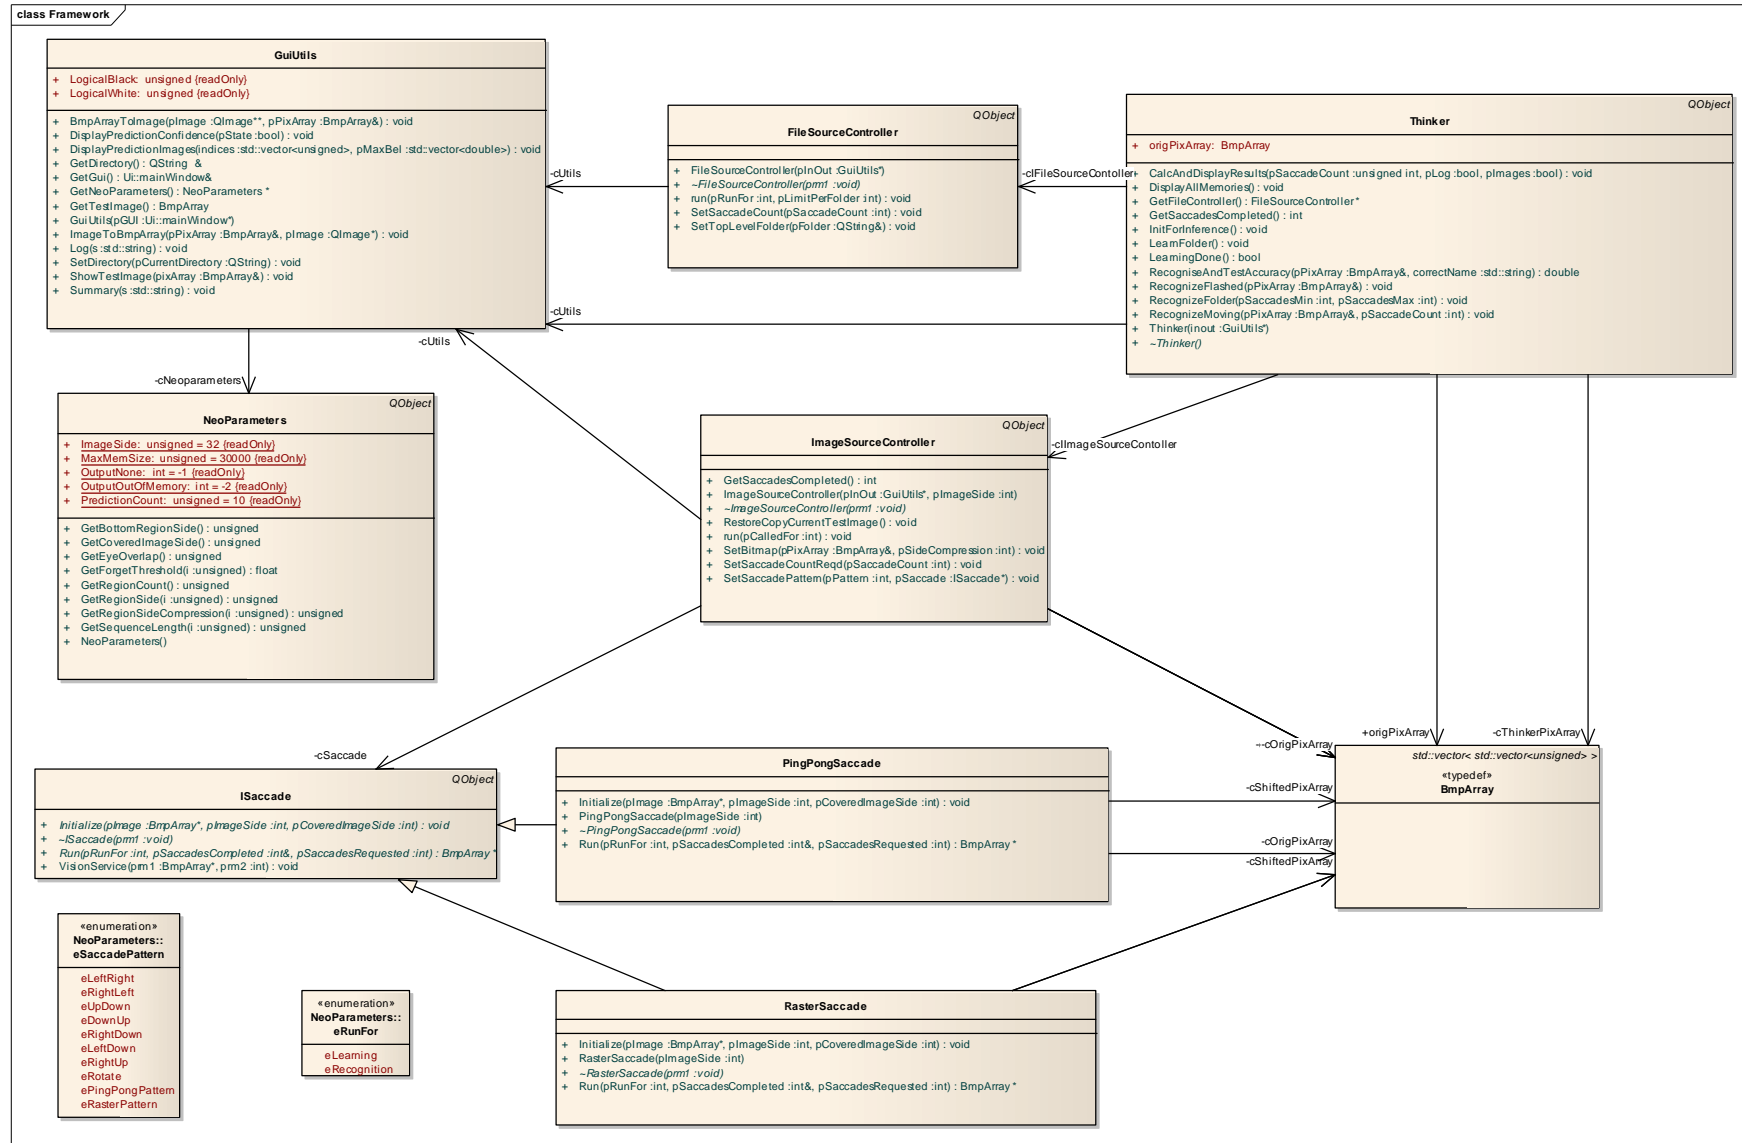 class Framework
GuiUtils
+ LogicalBlack: unsigned {readOnly}
+ LogicalWhite: unsigned {readOnly}
+ BmpArrayToImage(pImage :QImage**, pPixArray :BmpArray&) : void
+ DisplayPredictionConfidence(pState :bool) : void
+ DisplayPredictionImages(indices :std::vector<unsigned>, pMaxBel :std::vector<double>) : void
+ GetDirectory() : QString &
+ GetGui() : Ui::mainWindow&
+ GetNeoParameters() : NeoParameters *
+ GetTestImage() : BmpArray
+ GuiUtils(pGUI :Ui::mainWindow*)
+ ImageToBmpArray(pPixArray :BmpArray&, pImage :QImage*) : void
+ Log(s :std::string) : void
+ SetDirectory(pCurrentDirectory :QString) : void
+ ShowTestImage(pixArray :BmpArray&) : void
+ Summary(s :std::string) : void
QObject
FileSourceController
+ FileSourceController(pInOut :GuiUtils*)
+ ~FileSourceController(prm1 :void)
+ run(pRunFor :int, pLimitPerFolder :int) : void
+ SetSaccadeCount(pSaccadeCount :int) : void
+ SetTopLevelFolder(pFolder :QString&) : void
QObject
Thinker
+ origPixArray: BmpArray
+ CalcAndDisplayResults(pSaccadeCount :unsigned int, pLog :bool, pImages :bool) : void
+ DisplayAllMemories() : void
+ GetFileController() : FileSourceController *
+ GetSaccadesCompleted() : int
+ InitForInference() : void
+ LearnFolder() : void
+ LearningDone() : bool
+ RecogniseAndTestAccuracy(pPixArray :BmpArray&, correctName :std::string) : double
+ RecognizeFlashed(pPixArray :BmpArray&) : void
+ RecognizeFolder(pSaccadesMin :int, pSaccadesMax :int) : void
+ RecognizeMoving(pPixArray :BmpArray&, pSaccadeCount :int) : void
+ Thinker(inout :GuiUtils*)
+ ~Thinker()
-cUtils
-cIFileSourceContoller
-cUtils
-cUtils
-cNeoparameters
QObject
NeoParameters
+ ImageSide: unsigned = 32 {readOnly}
+ MaxMemSize: unsigned = 30000 {readOnly}
+ OutputNone: int = -1 {readOnly}
+ OutputOutOfMemory: int = -2 {readOnly}
+ PredictionCount: unsigned = 10 {readOnly}
+ GetBottomRegionSide() : unsigned
+ GetCoveredImageSide() : unsigned
+ GetEyeOverlap() : unsigned
+ GetForgetThreshold(i :unsigned) : float
+ GetRegionCount() : unsigned
+ GetRegionSide(i :unsigned) : unsigned
+ GetRegionSideCompression(i :unsigned) : unsigned
+ GetSequenceLength(i :unsigned) : unsigned
+ NeoParameters()
QObject
ImageSourceController
+ GetSaccadesCompleted() : int
+ ImageSourceController(pInOut :GuiUtils*, pImageSide :int)
+ ~ImageSourceController(prm1 :void)
+ RestoreCopyCurrentTestImage() : void
+ run(pCalledFor :int) : void
+ SetBitmap(pPixArray :BmpArray&, pSideCompression :int) : void
+ SetSaccadeCountReqd(pSaccadeCount :int) : void
+ SetSaccadePattern(pPattern :int, pSaccade :ISaccade*) : void
-cIImageSourceContoller
-cSaccade
+origPixArray
-cThinkerPixArray
-cOrigPixArray
QObject
ISaccade
+ Initialize(pImage :BmpArray*, pImageSide :int, pCoveredImageSide :int) : void
+ ~ISaccade(prm1 :void)
+ Run(pRunFor :int, pSaccadesCompleted :int&, pSaccadesRequested :int) : BmpArray *
+ VisionService(prm1 :BmpArray*, prm2 :int) : void
PingPongSaccade
+ Initialize(pImage :BmpArray*, pImageSide :int, pCoveredImageSide :int) : void
+ PingPongSaccade(pImageSide :int)
+ ~PingPongSaccade(prm1 :void)
+ Run(pRunFor :int, pSaccadesCompleted :int&, pSaccadesRequested :int) : BmpArray *
-cShiftedPixArray
-cOrigPixArray
-cShiftedPixArray
std::vector< std::vector<unsigned> >
«typedef»
BmpArray
«enumeration»
NeoParameters::
eSaccadePattern
eLeftRight
eRightLeft
eUpDown
eDownUp
eRightDown
eLeftDown
eRightUp
eRotate
ePingPongPattern
eRasterPattern
«enumeration»
NeoParameters::
eRunFor
eLearning
eRecognition
RasterSaccade
+ Initialize(pImage :BmpArray*, pImageSide :int, pCoveredImageSide :int) : void
+ RasterSaccade(pImageSide :int)
+ ~RasterSaccade(prm1 :void)
+ Run(pRunFor :int, pSaccadesCompleted :int&, pSaccadesRequested :int) : BmpArray *